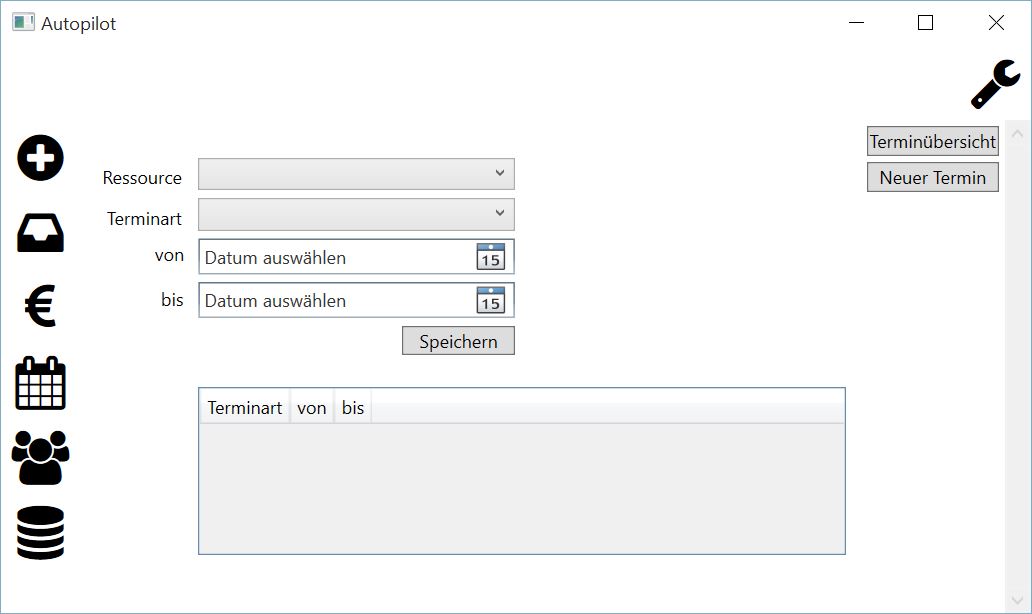 Autopilot
Terminübersicht
Neuer Termin
Ressource
Terminart
von Datum auswählen 15
bis Datum auswählen 15
Speichern
Terminart von bis